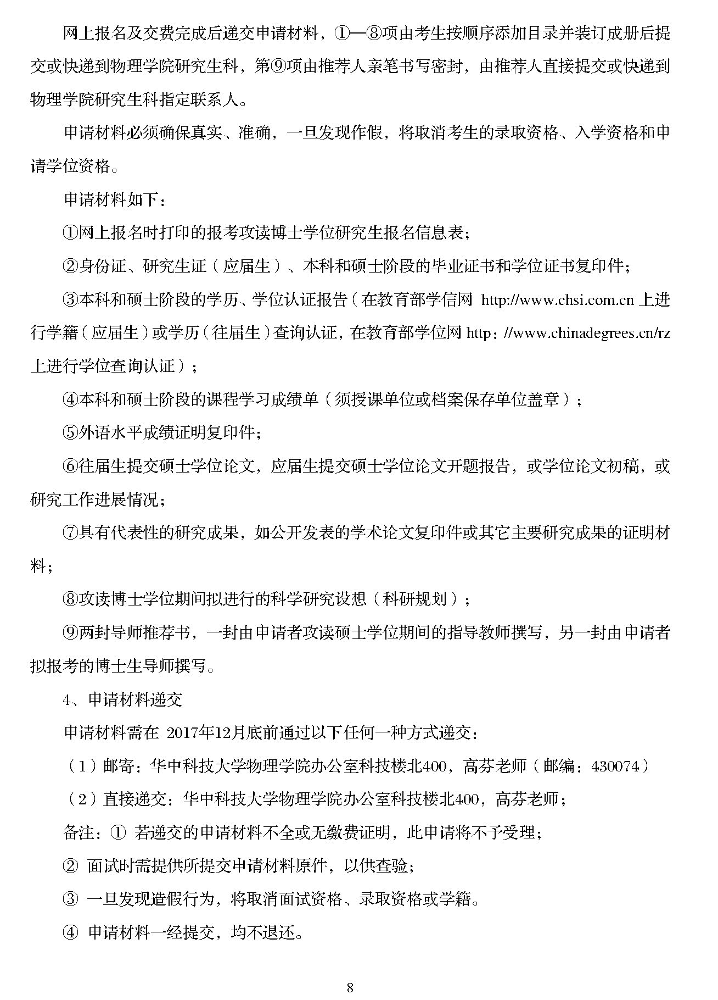 网上报名及交费完成后递交申请材料，①—⑧项由考生按顺序添加目录并装订成册后提
交或快递到物理学院研究生科，第⑨项由推荐人亲笔书写密封，由推荐人直接提交或快递到
物理学院研究生科指定联系人。
申请材料必须确保真实、准确，一旦发现作假，将取消考生的录取资格、入学资格和申
请学位资格。
申请材料如下：
①网上报名时打印的报考攻读博士学位研究生报名信息表；
②身份证、研究生证（应届生）、本科和硕士阶段的毕业证书和学位证书复印件；
③本科和硕士阶段的学历、学位认证报告（在教育部学信网 http://www.chsi.com.cn 上进
行学籍（应届生）或学历（往届生）查询认证，在教育部学位网 http：//www.chinadegrees.cn/rz
上进行学位查询认证）；
④本科和硕士阶段的课程学习成绩单（须授课单位或档案保存单位盖章）；
⑤外语水平成绩证明复印件；
⑥往届生提交硕士学位论文，应届生提交硕士学位论文开题报告，或学位论文初稿，或
研究工作进展情况；
⑦具有代表性的研究成果，如公开发表的学术论文复印件或其它主要研究成果的证明材
料；
⑧攻读博士学位期间拟进行的科学研究设想（科研规划）；
⑨两封导师推荐书，一封由申请者攻读硕士学位期间的指导教师撰写，另一封由申请者
拟报考的博士生导师撰写。
4、申请材料递交
申请材料需在 2017年12月底前通过以下任何一种方式递交：
（1）邮寄：华中科技大学物理学院办公室科技楼北400，高芬老师（邮编：430074）
（2）直接递交：华中科技大学物理学院办公室科技楼北400，高芬老师；
备注：① 若递交的申请材料不全或无缴费证明，此申请将不予受理；
② 面试时需提供所提交申请材料原件，以供查验；
③ 一旦发现造假行为，将取消面试资格、录取资格或学籍。
④ 申请材料一经提交，均不退还。
8